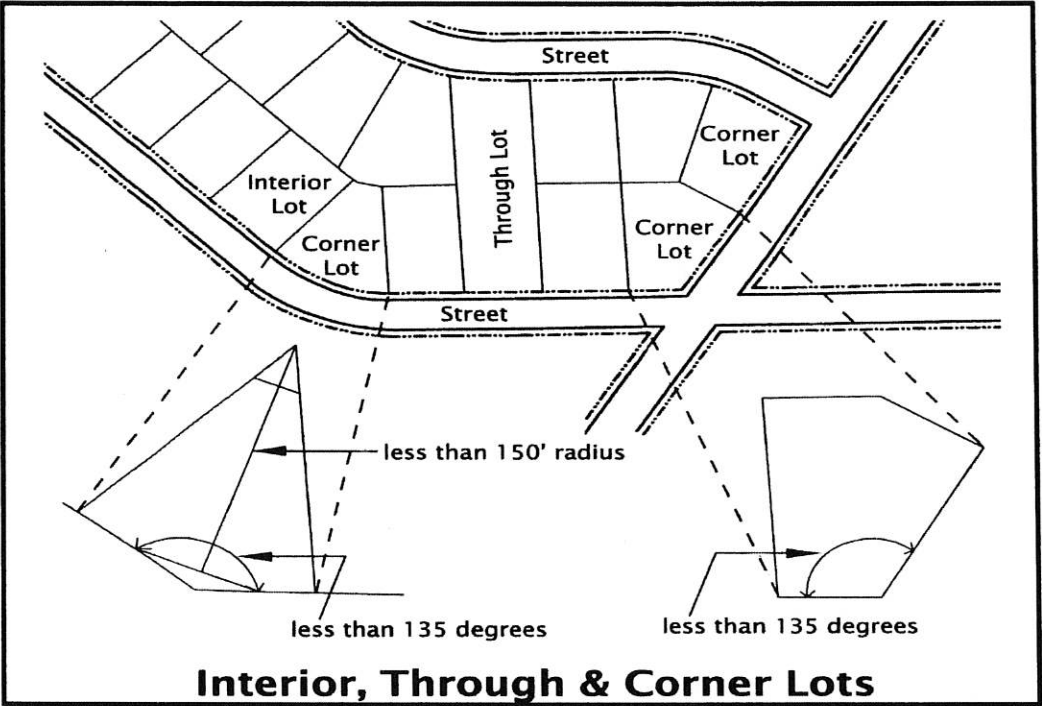 Street
Corner
Lot
Through Lot
Interior
Lot
Corner
Lot
Corner
Lot
Street
less than 150' radius
less than 135 degrees
less than 135 degrees
Interior, Through & Corner Lots